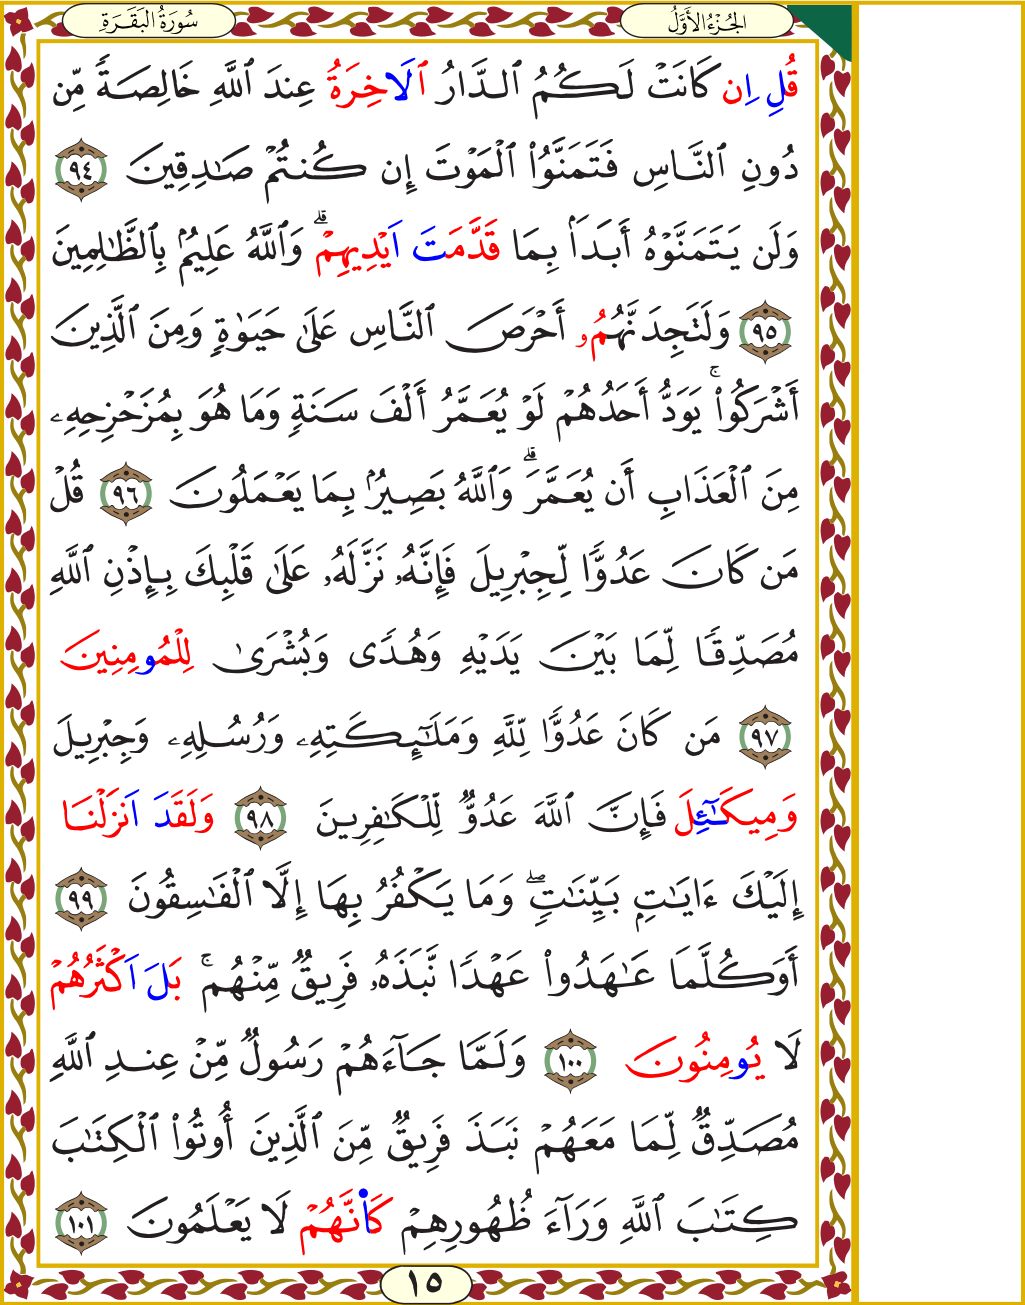 الجُزْءُ الأَوَّلُ
سُورَةُ البَقَرَةِ
قُلِ اِن كَانَتْ لَكُمُ ٱلدَّارُ ٱلَاخِرَةُ عِندَ ٱللَّهِ خَالِصَةً مِّن
دُونِ ٱلنَّاسِ فَتَمَنَّوُا۟ ٱلْمَوْتَ إِن كُنتُمْ صَـٰدِقِينَ ٩٤
وَلَن يَتَمَنَّوْهُ أَبَدَۢا بِمَا قَدَّمَتَ اَيْدِيهِمْ ۗ وَٱللَّهُ عَلِيمُۢ بِٱلظَّـٰلِمِينَ
٩٥ وَلَتَجِدَنَّهُمُۥ أَحْرَصَ ٱلنَّاسِ عَلَىٰ حَيَوٰةٍ وَمِنَ ٱلَّذِينَ
أَشْرَكُوا۟ ۚ يَوَدُّ أَحَدُهُمْ لَوْ يُعَمَّرُ أَلْفَ سَنَةٍ وَمَا هُوَ بِمُزَحْزِحِهِۦ
مِنَ ٱلْعَذَابِ أَن يُعَمَّرَ ۗ وَٱللَّهُ بَصِيرُۢ بِمَا يَعْمَلُونَ ٩٦ قُلْ
مَن كَانَ عَدُوًّا لِّجِبْرِيلَ فَإِنَّهُۥ نَزَّلَهُۥ عَلَىٰ قَلْبِكَ بِإِذْنِ ٱللَّهِ
مُصَدِّقًا لِّمَا بَيْنَ يَدَيْهِ وَهُدًى وَبُشْرَىٰ لِلْمُومِنِينَ
٩٧ مَن كَانَ عَدُوًّا لِّلَّهِ وَمَلَـٰٓئِكَتِهِۦ وَرُسُلِهِۦ وَجِبْرِيلَ
وَمِيكَـٰٓئِلَ فَإِنَّ ٱللَّهَ عَدُوٌّ لِّلْكَـٰفِرِينَ ٩٨ وَلَقَدَ اَنزَلْنَا
إِلَيْكَ ءَايَـٰتٍۭ بَيِّنَـٰتٍ ۖ وَمَا يَكْفُرُ بِهَا إِلَّا ٱلْفَـٰسِقُونَ ٩٩
أَوَكُلَّمَا عَـٰهَدُوا۟ عَهْدًا نَّبَذَهُۥ فَرِيقٌ مِّنْهُم ۚ بَلَ اَكْثَرُهُمْ
لَا يُومِنُونَ ١٠٠ وَلَمَّا جَآءَهُمْ رَسُولٌ مِّنْ عِندِ ٱللَّهِ
مُصَدِّقٌ لِّمَا مَعَهُمْ نَبَذَ فَرِيقٌ مِّنَ ٱلَّذِينَ أُوتُوا۟ ٱلْكِتَـٰبَ
كِتَـٰبَ ٱللَّهِ وَرَآءَ ظُهُورِهِمْ كَأ۬نَّهُمْ لَا يَعْلَمُونَ ١٠١
١٥